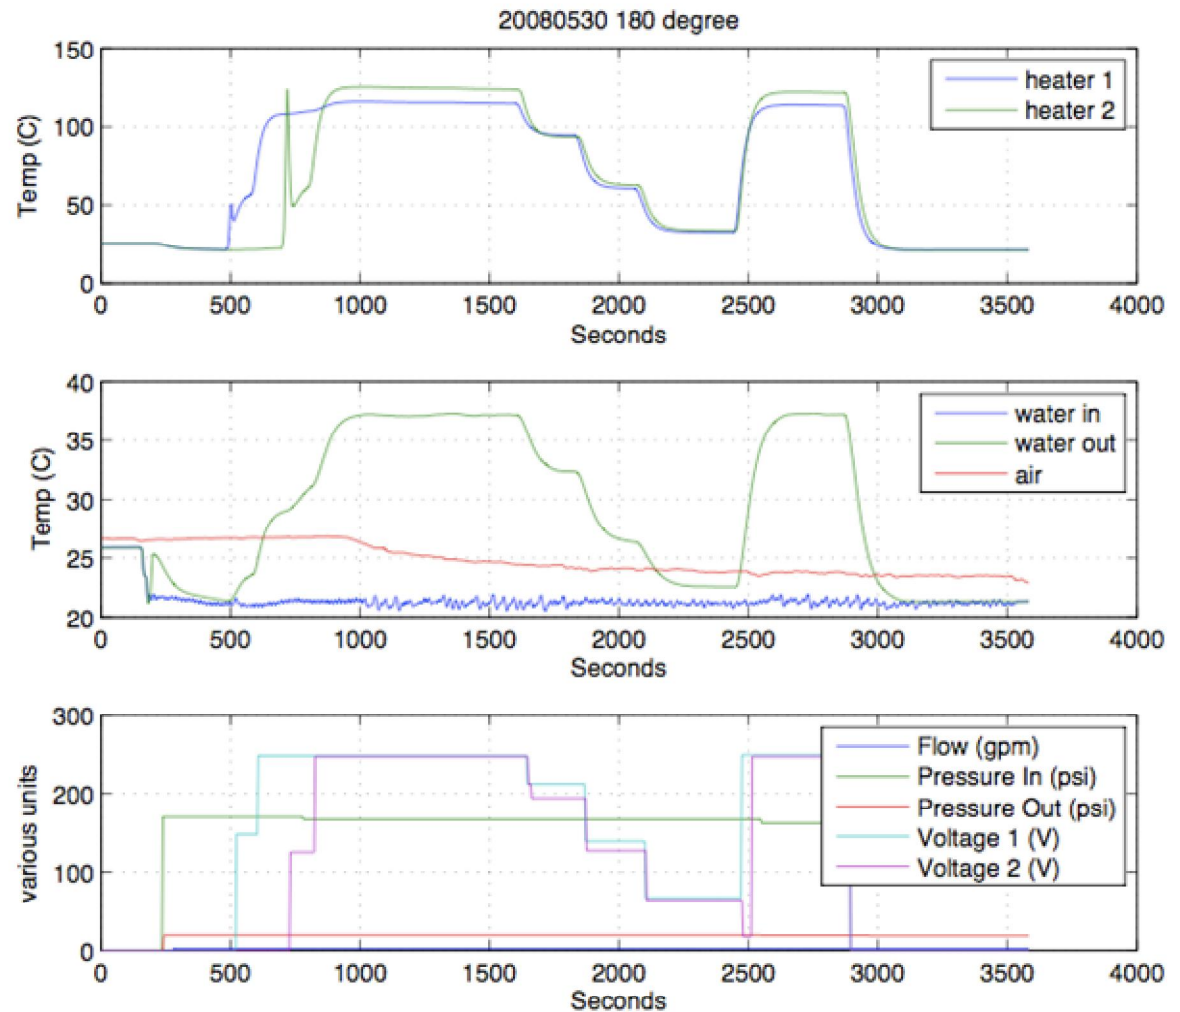 20080530 180 degree
150
100
50
0
Temp (C)
heater 1
heater 2
0 500 1000 1500 2000 2500 3000 3500 4000
Seconds
40
35
30
25
20
Temp (C)
water in
water out
air
0 500 1000 1500 2000 2500 3000 3500 4000
Seconds
300
200
100
0
various units
Flow (gpm)
Pressure In (psi)
Pressure Out (psi)
Voltage 1 (V)
Voltage 2 (V)
0 500 1000 1500 2000 2500 3000 3500 4000
Seconds